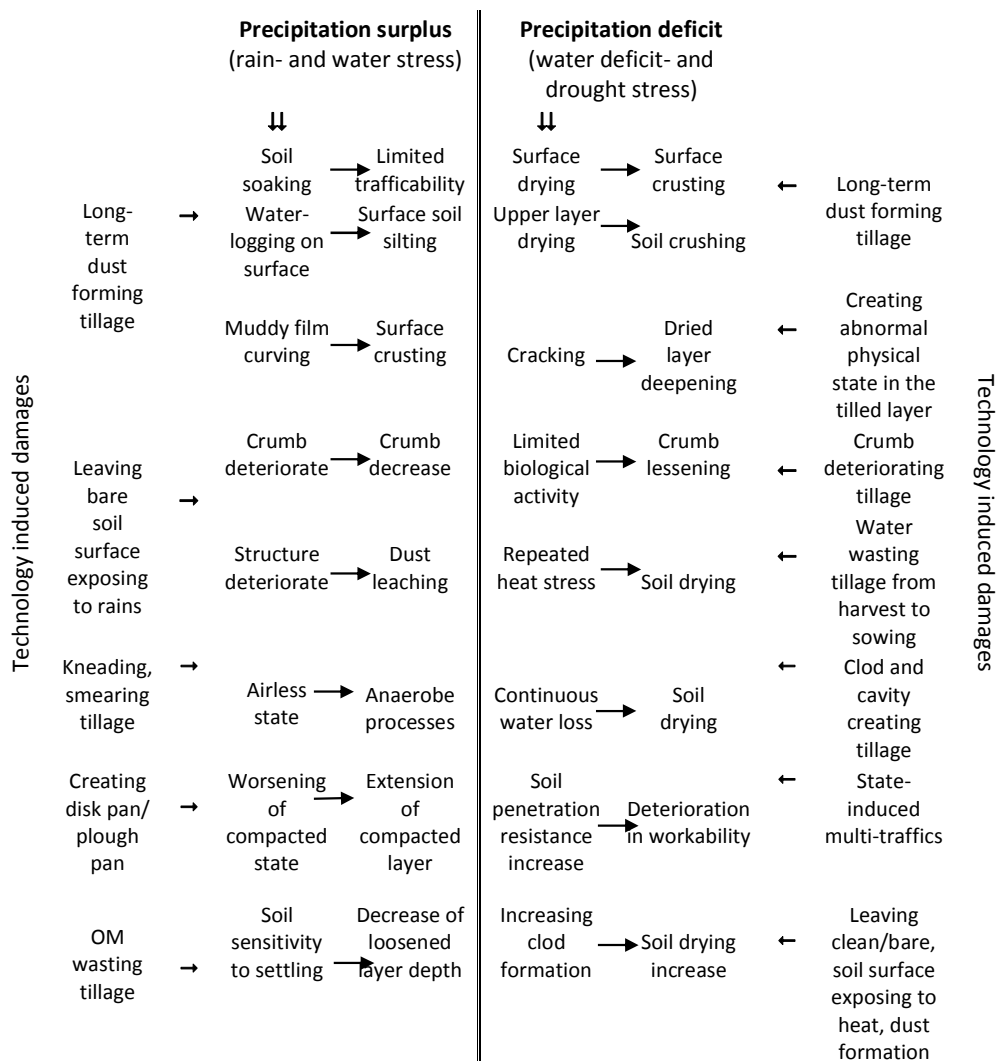 Precipitation surplus
(rain- and water stress)
Precipitation deficit
(water deficit- and
drought stress)
Technology induced damages
Long-
term
dust
forming
tillage
Leaving
bare
soil
surface
exposing
to rains
Kneading,
smearing
tillage
Creating
disk pan/
plough
pan
OM
wasting
tillage
Soil
soaking
Limited
trafficability
Water-
logging on
surface
Surface soil
silting
Muddy film
curving
Surface
crusting
Crumb
deteriorate
Crumb
decrease
Structure
deteriorate
Dust
leaching
Airless
state
Anaerobe
processes
Worsening
of
compacted
state
Extension
of
compacted
layer
Soil
sensitivity
to settling
Decrease of
loosened
layer depth
Surface
drying
Surface
crusting
Upper layer
drying
Soil crushing
Cracking
Dried
layer
deepening
Limited
biological
activity
Crumb
lessening
Repeated
heat stress
Soil drying
Continuous
water loss
Soil
drying
Soil
penetration
resistance
increase
Deterioration
in workability
Increasing
clod
formation
Soil drying
increase
Long-term
dust forming
tillage
Creating
abnormal
physical
state in the
tilled layer
Crumb
deteriorating
tillage
Water
wasting
tillage from
harvest to
sowing
Clod and
cavity
creating
tillage
State-
induced
multi-traffics
Leaving
clean/bare,
soil surface
exposing to
heat, dust
formation
Technology induced damages